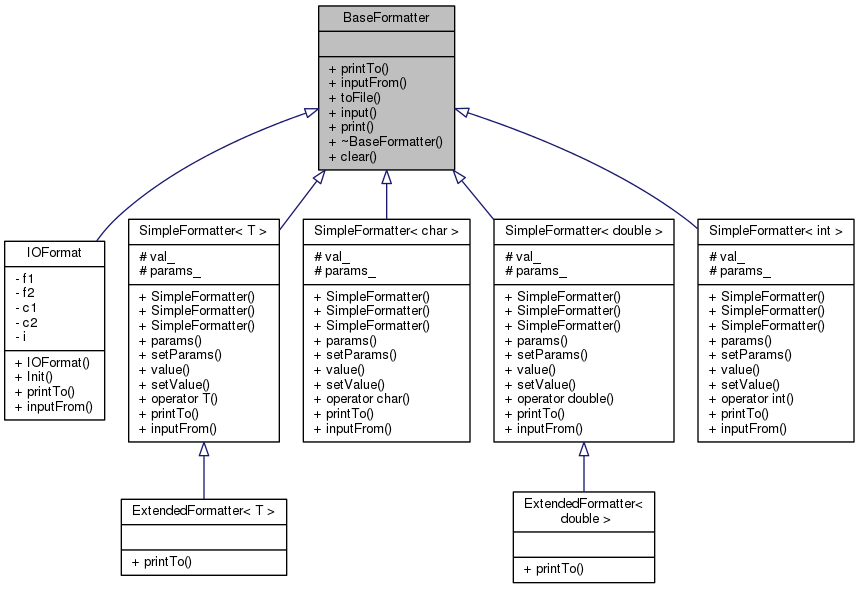 BaseFormatter
+ printTo()
+ inputFrom()
+ toFile()
+ input()
+ print()
+ ~BaseFormatter()
+ clear()
IOFormat
- f1
- f2
- c1
- c2
- i
+ IOFormat()
+ Init()
+ printTo()
+ inputFrom()
SimpleFormatter< T >
# val_
# params_
+ SimpleFormatter()
+ SimpleFormatter()
+ SimpleFormatter()
+ params()
+ setParams()
+ value()
+ setValue()
+ operator T()
+ printTo()
+ inputFrom()
SimpleFormatter< char >
# val_
# params_
+ SimpleFormatter()
+ SimpleFormatter()
+ SimpleFormatter()
+ params()
+ setParams()
+ value()
+ setValue()
+ operator char()
+ printTo()
+ inputFrom()
SimpleFormatter< double >
# val_
# params_
+ SimpleFormatter()
+ SimpleFormatter()
+ SimpleFormatter()
+ params()
+ setParams()
+ value()
+ setValue()
+ operator double()
+ printTo()
+ inputFrom()
SimpleFormatter< int >
# val_
# params_
+ SimpleFormatter()
+ SimpleFormatter()
+ SimpleFormatter()
+ params()
+ setParams()
+ value()
+ setValue()
+ operator int()
+ printTo()
+ inputFrom()
ExtendedFormatter< T >
+ printTo()
ExtendedFormatter<
double >
+ printTo()